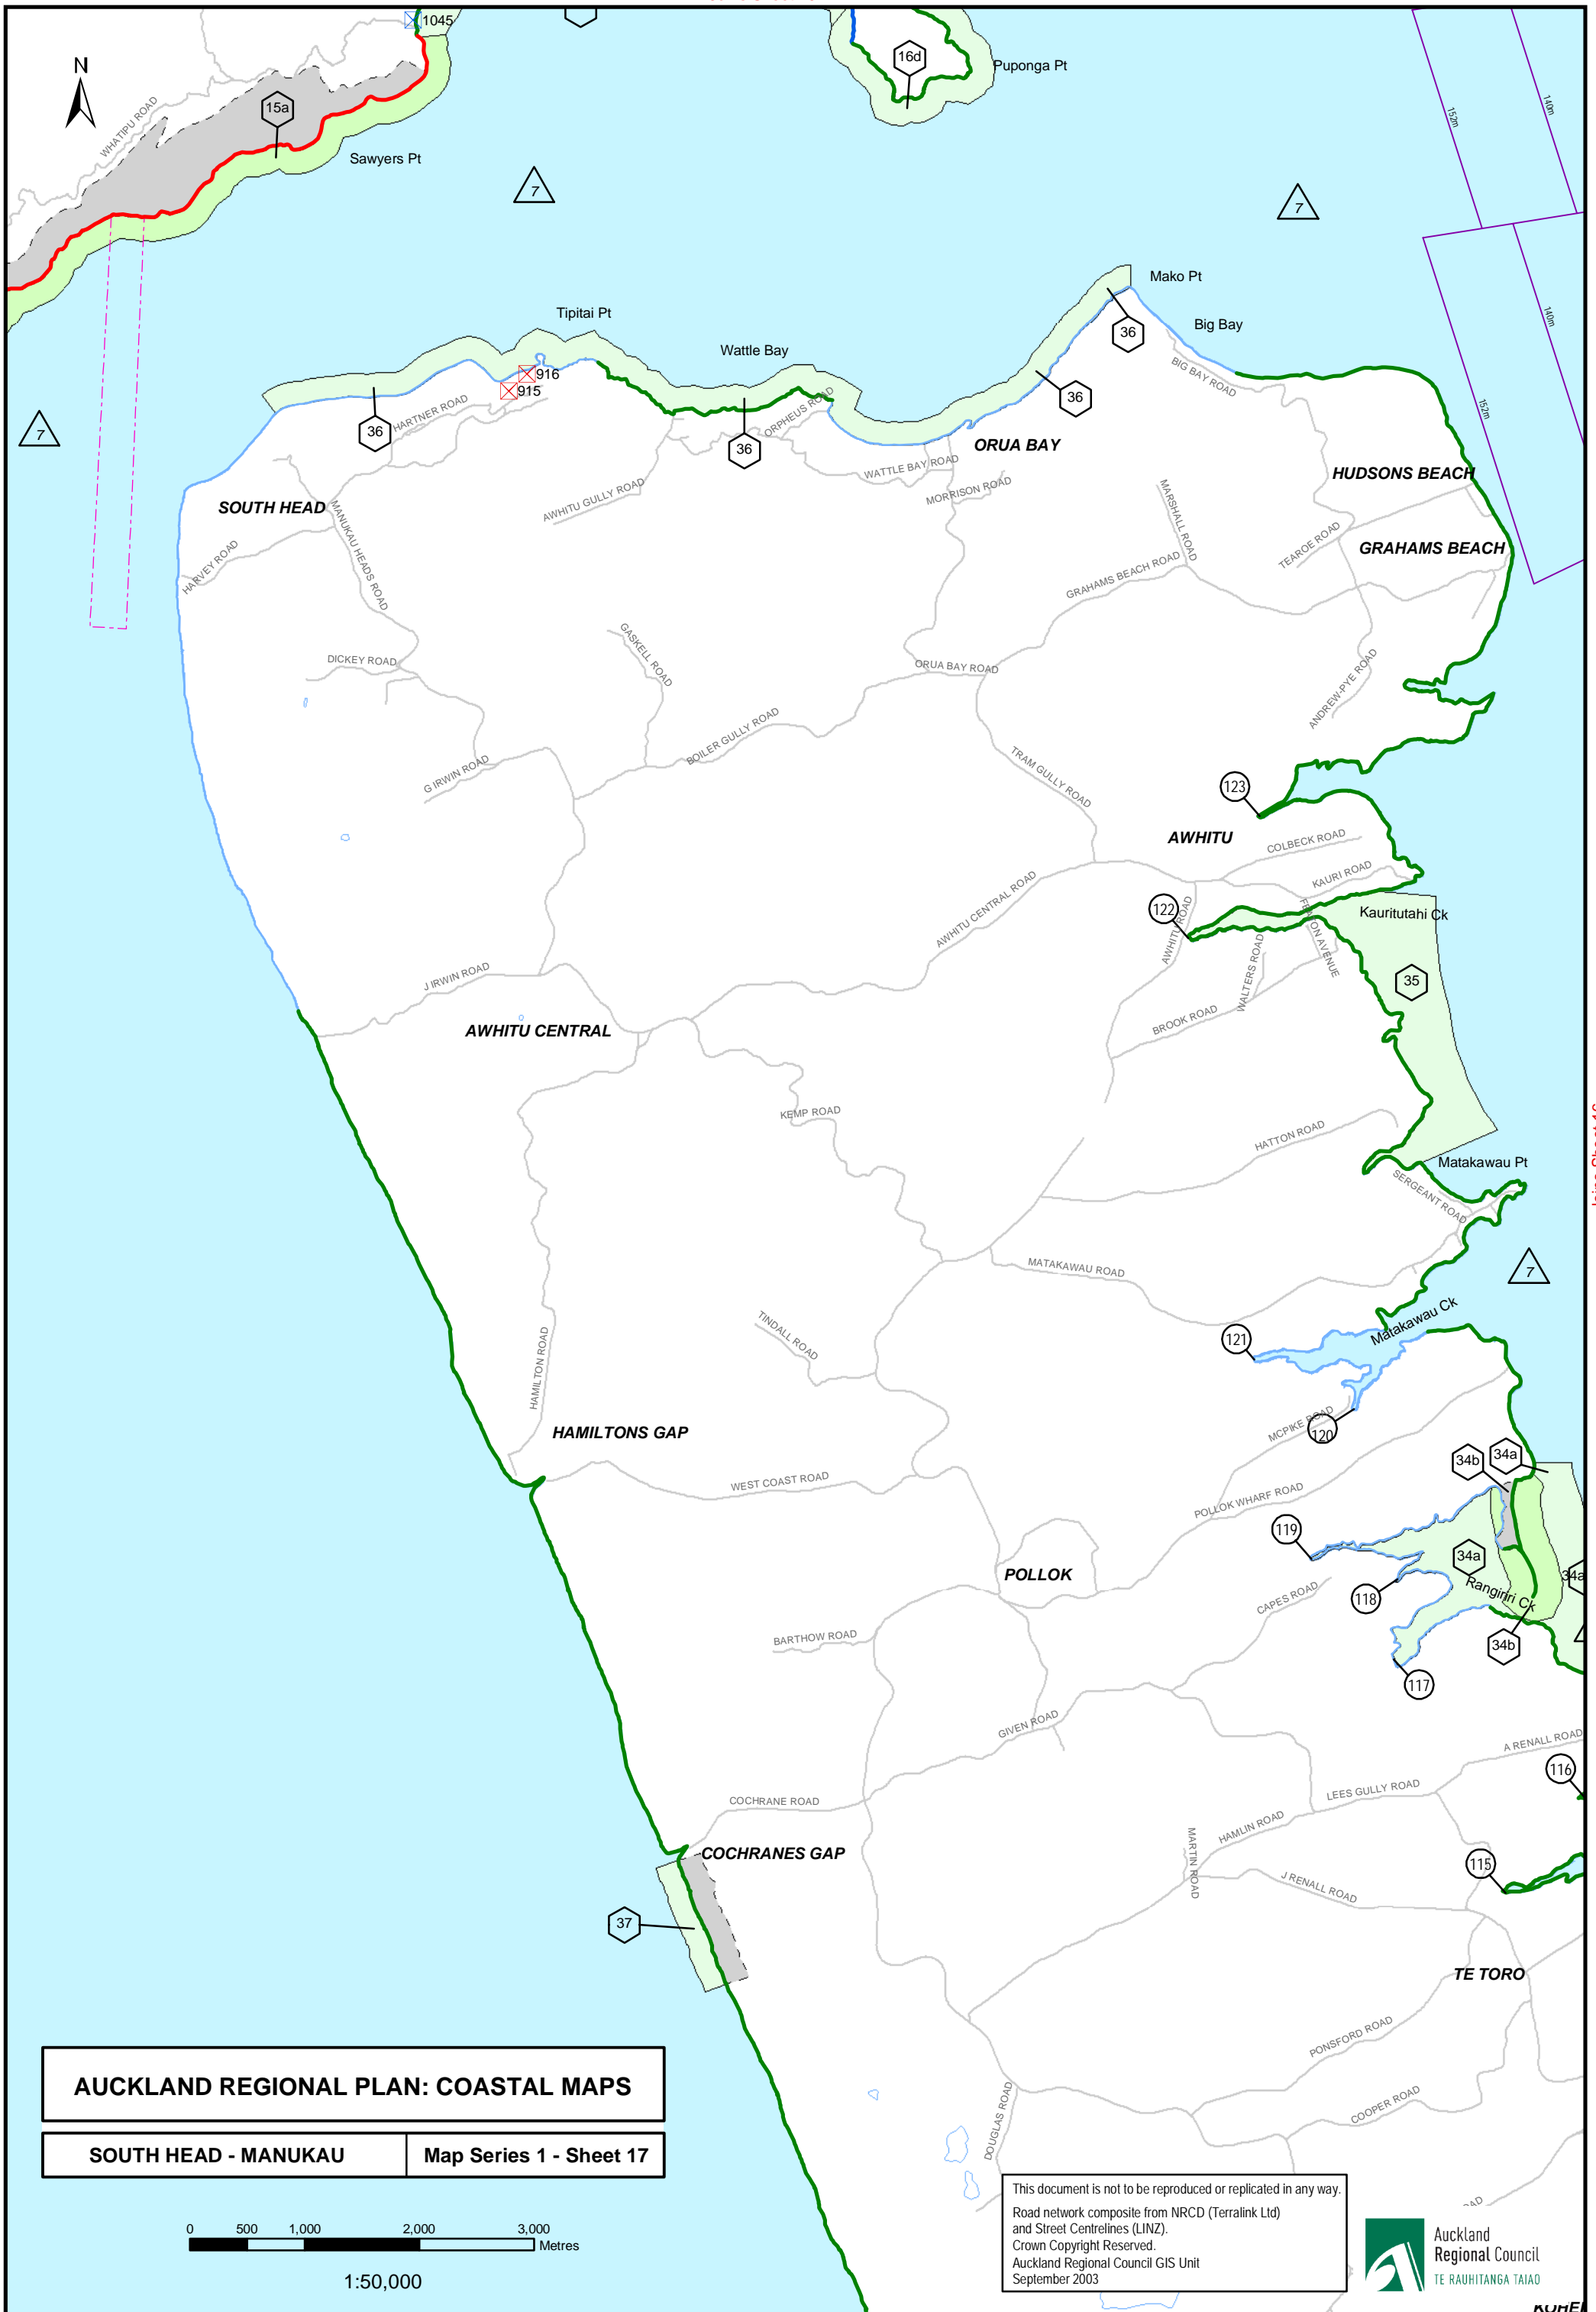 1045
N
16d
Puponga Pt
152m
140m
WHATIPU ROAD
15a
Sawyers Pt
7
7
Mako Pt
Tipitai Pt
140m
Big Bay
36
Wattle Bay
BIG BAY ROAD
916
915
36
152m
HARTNER ROAD
ORPHEUS ROAD
7
36
36
ORUA BAY
WATTLE BAY ROAD
HUDSONS BEACH
MORRISON ROAD
SOUTH HEAD
AWHITU GULLY ROAD
MARSHALL ROAD
MANUKAU HEADS ROAD
TEAROE ROAD
GRAHAMS BEACH
HARVEY ROAD
GRAHAMS BEACH ROAD
GASKELL ROAD
DICKEY ROAD
ORUA BAY ROAD
ANDREW-PYE ROAD
BOILER GULLY ROAD
G IRWIN ROAD
TRAM GULLY ROAD
123
AWHITU
COLBECK ROAD
KAURI ROAD
AWHITU CENTRAL ROAD
122
Kauritutahi Ck
AWHITU ROAD
AVENUE
WALTERS ROAD
J IRWIN ROAD
35
BROOK ROAD
AWHITU CENTRAL
KEMP ROAD
HATTON ROAD
Matakawau Pt
SERGEANT ROAD
MATAKAWAU ROAD
7
Matakawau Ck
TINDALL ROAD
121
HAMILTON ROAD
MCPIKE ROAD
120
HAMILTONS GAP
34b
34a
WEST COAST ROAD
POLLOK WHARF ROAD
119
34a
POLLOK
34a
Rangiriri Ck
CAPES ROAD
118
BARTHOW ROAD
34b
117
GIVEN ROAD
A RENALL ROAD
116
COCHRANE ROAD
LEES GULLY ROAD
HAMLIN ROAD
COCHRANES GAP
MARTIN ROAD
115
J RENALL ROAD
37
TE TORO
PONSFORD ROAD
AUCKLAND REGIONAL PLAN: COASTAL MAPS
COOPER ROAD
DOUGLAS ROAD
SOUTH HEAD - MANUKAU
Map Series 1 - Sheet 17
This document is not to be reproduced or replicated in any way.
Road network composite from NRCD (Terralink Ltd)
and Street Centrelines (LINZ).
Crown Copyright Reserved.
Auckland Regional Council GIS Unit
September 2003
0 500 1,000 2,000 3,000
Metres
1:50,000
Auckland
Regional Council
TE RAUHITANGA TAIAO